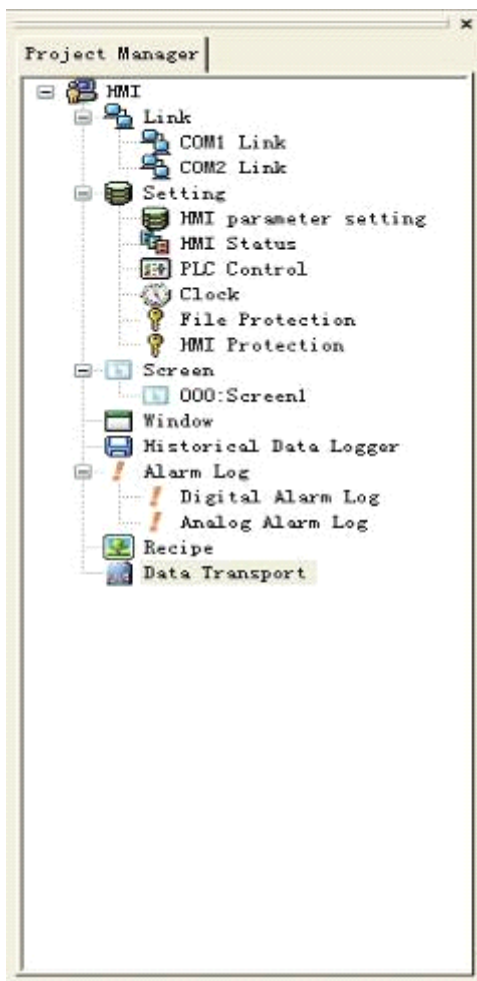 Project Manager
HMI
Link
COM1 Link
COM2 Link
Setting
HMI parameter setting
HMI Status
PLC Control
Clock
File Protection
HMI Protection
Screen
000:Screen1
Window
Historical Data Logger
Alarm Log
Digital Alarm Log
Analog Alarm Log
Recipe
Data Transport